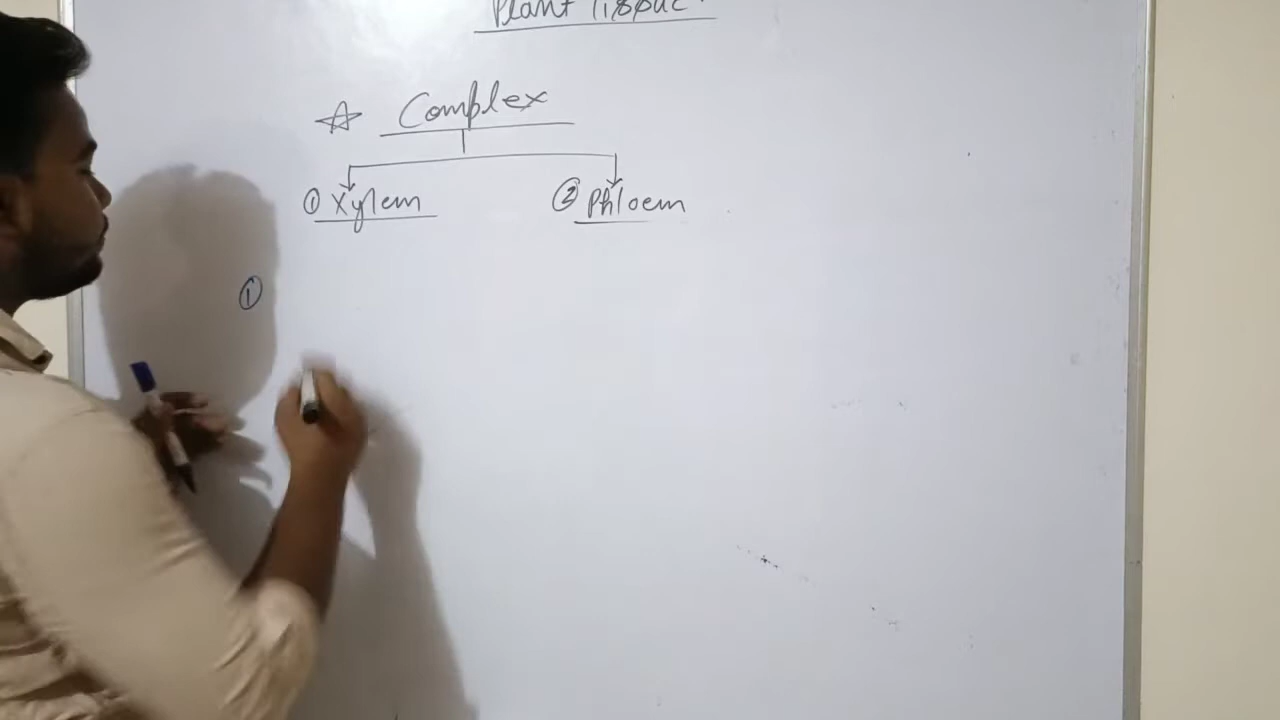 Plant Tissue
☆ Complex
① Xylem ② Phloem
①